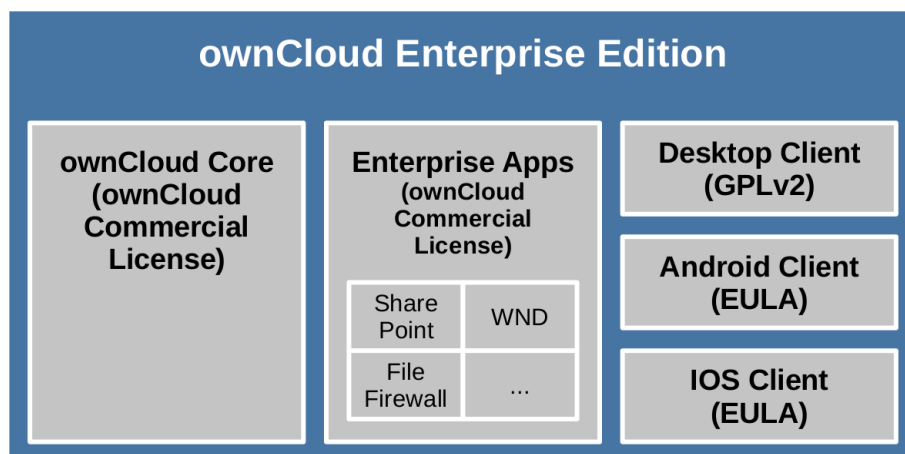 ownCloud Enterprise Edition
ownCloud Core
(ownCloud
Commercial
License)
Enterprise Apps
(ownCloud
Commercial
License)
Share
Point
WND
File
Firewall
...
Desktop Client
(GPLv2)
Android Client
(EULA)
IOS Client
(EULA)